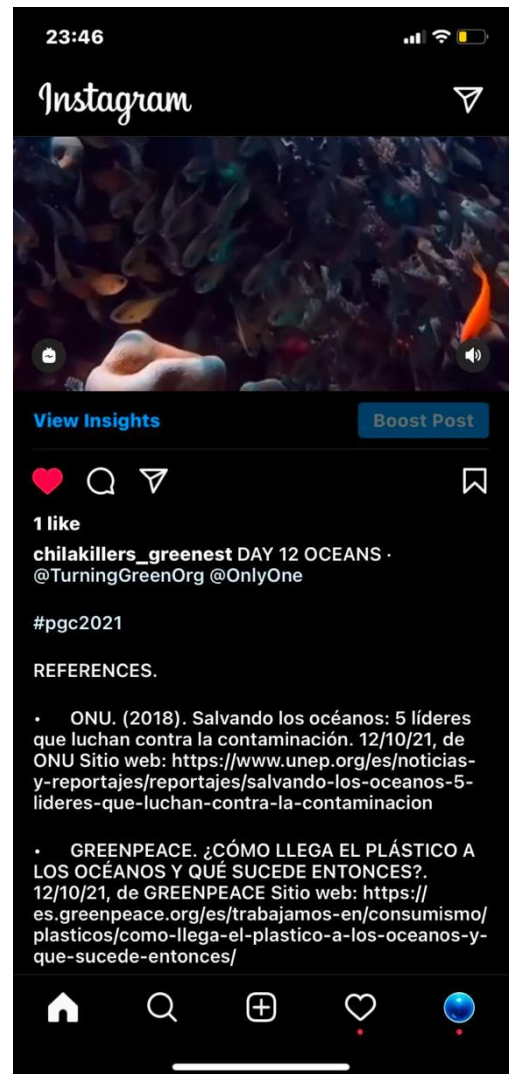 23:46
Instagram
View Insights
Boost Post
1 like
chilakillers_greenest DAY 12 OCEANS ·
@TurningGreenOrg @OnlyOne
#pgc2021
REFERENCES.
• ONU. (2018). Salvando los océanos: 5 líderes
que luchan contra la contaminación. 12/10/21, de
ONU Sitio web: https://www.unep.org/es/noticias-
y-reportajes/reportajes/salvando-los-oceanos-5-
lideres-que-luchan-contra-la-contaminacion
• GREENPEACE. ¿CÓMO LLEGA EL PLÁSTICO A
LOS OCÉANOS Y QUÉ SUCEDE ENTONCES?.
12/10/21, de GREENPEACE Sitio web: https://
es.greenpeace.org/es/trabajamos-en/consumismo/
plasticos/como-llega-el-plastico-a-los-oceanos-y-
que-sucede-entonces/